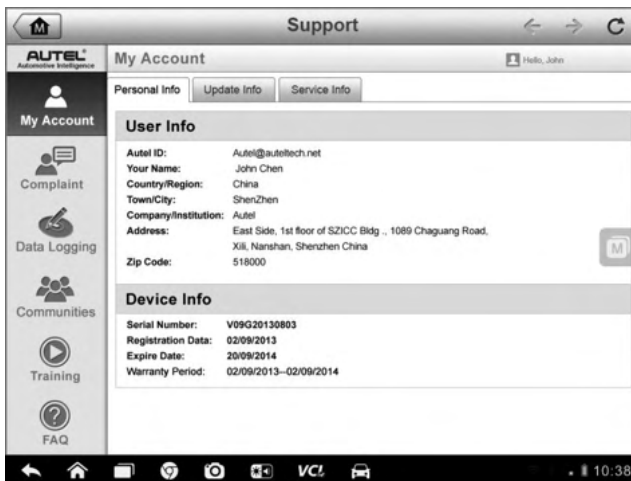 M
Support
AUTEL
Automotive Intelligence
My Account
Hello, John
My Account
Complaint
Data Logging
Communities
Training
FAQ
Personal Info
Update Info
Service Info
User Info
Autel ID: Autel@auteltech.net
Your Name: John Chen
Country/Region: China
Town/City: ShenZhen
Company/Institution: Autel
Address: East Side, 1st floor of SZICC Bldg ., 1089 Chaguang Road,
Xili, Nanshan, Shenzhen China
Zip Code: 518000
M
Device Info
Serial Number: V09G20130803
Registration Data: 02/09/2013
Expire Date: 20/09/2014
Warranty Period: 02/09/2013--02/09/2014
VCI
10:38